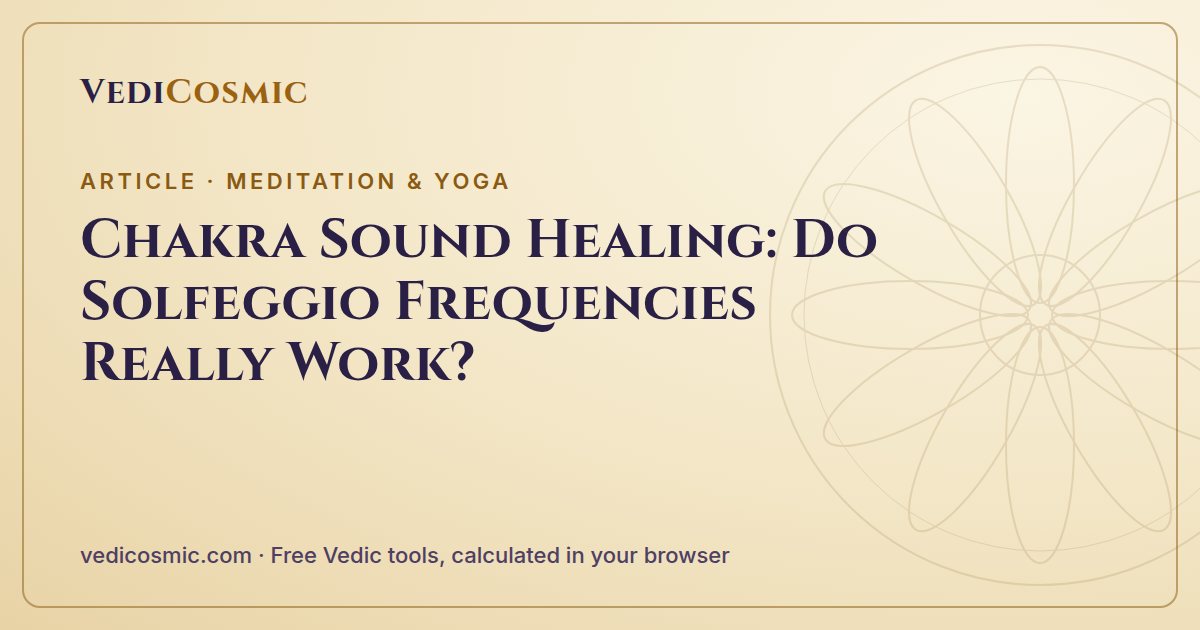 VediCosmic
ARTICLE · MEDITATION & YOGA
Chakra Sound Healing: Do
Solfeggio Frequencies
Really Work?
vedicosmic.com · Free Vedic tools, calculated in your browser